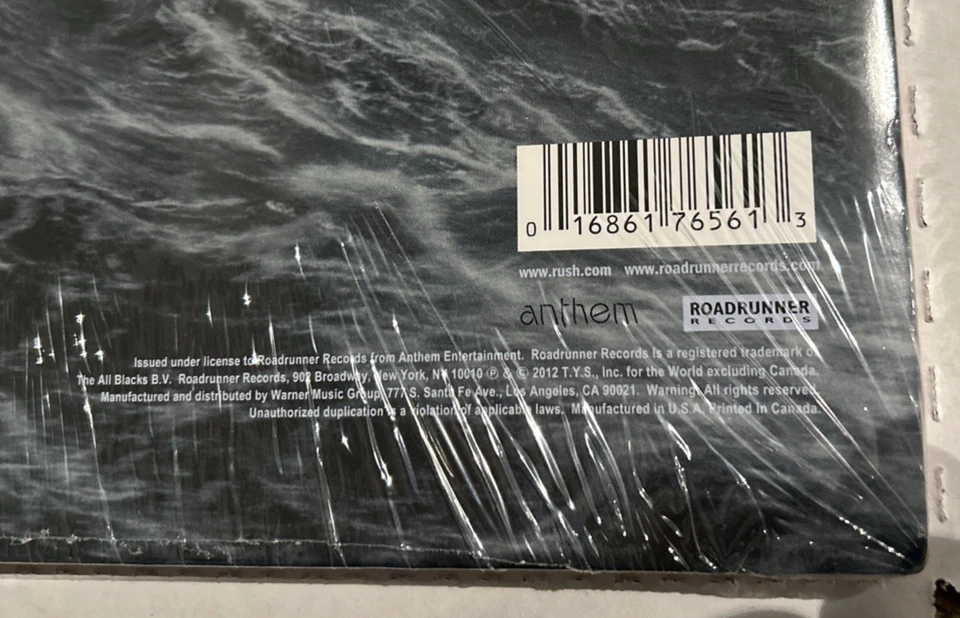 0 16861 76561 3
www.rush.com www.roadrunnerrecords.com
anthem ROADRUNNER
RECORDS
Issued under license to Roadrunner Records from Anthem Entertainment. Roadrunner Records is a registered trademark of
The All Blacks B.V. Roadrunner Records, 902 Broadway, New York, NY 10010 ℗ & © 2012 T.Y.S., Inc. for the World excluding Canada.
Manufactured and distributed by Warner Music Group, 777 S. Santa Fe Ave., Los Angeles, CA 90021. Warning: All rights reserved.
Unauthorized duplication is a violation of applicable laws. Manufactured in U.S.A. Printed in Canada.